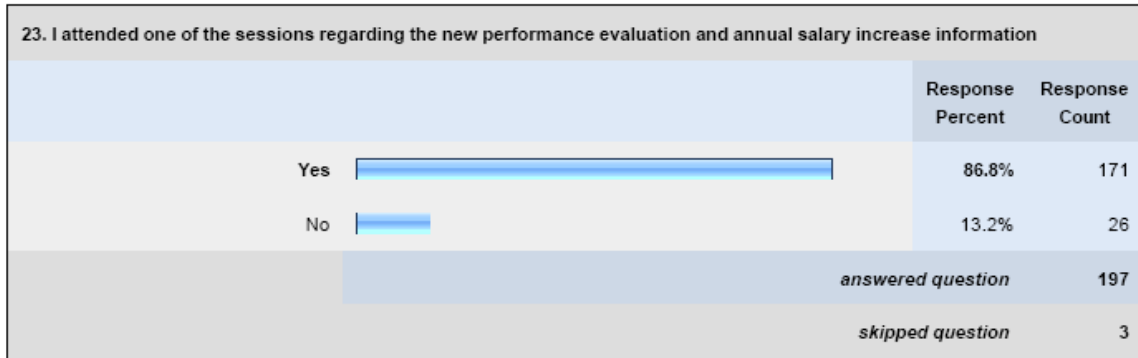 23. I attended one of the sessions regarding the new performance evaluation and annual salary increase information
Response Percent Response Count
Yes 86.8% 171
No 13.2% 26
answered question 197
skipped question 3